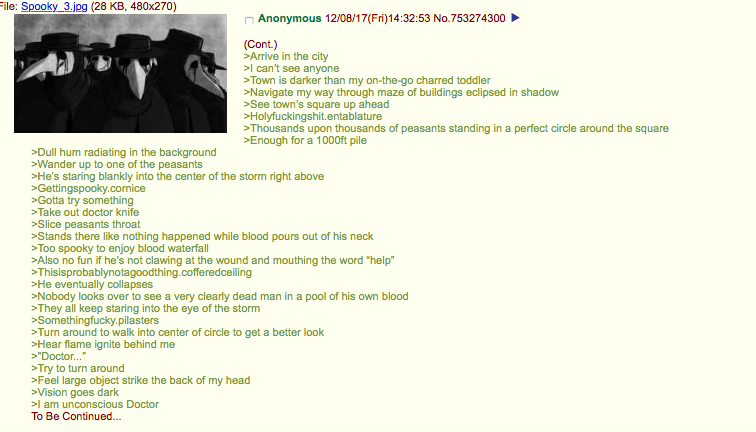 File: Spooky_3.jpg (28 KB, 480x270)
Anonymous 12/08/17(Fri)14:32:53 No.753274300
(Cont.)
>Arrive in the city
>I can't see anyone
>Town is darker than my on-the-go charred toddler
>Navigate my way through maze of buildings eclipsed in shadow
>See town's square up ahead
>Holyfuckingshit.entablature
>Thousands upon thousands of peasants standing in a perfect circle around the square
>Enough for a 1000ft pile
>Dull hum radiating in the background
>Wander up to one of the peasants
>He's staring blankly into the center of the storm right above
>Gettingspooky.cornice
>Gotta try something
>Take out doctor knife
>Slice peasants throat
>Stands there like nothing happened while blood pours out of his neck
>Too spooky to enjoy blood waterfall
>Also no fun if he's not clawing at the wound and mouthing the word “help”
>Thisisprobablynotagoodthing.cofferedceiling
>He eventually collapses
>Nobody looks over to see a very clearly dead man in a pool of his own blood
>They all keep staring into the eye of the storm
>Somethingfucky.pilasters
>Turn around to walk into center of circle to get a better look
>Hear flame ignite behind me
>"Doctor..."
>Try to turn around
>Feel large object strike the back of my head
>Vision goes dark
>I am unconscious Doctor
To Be Continued...